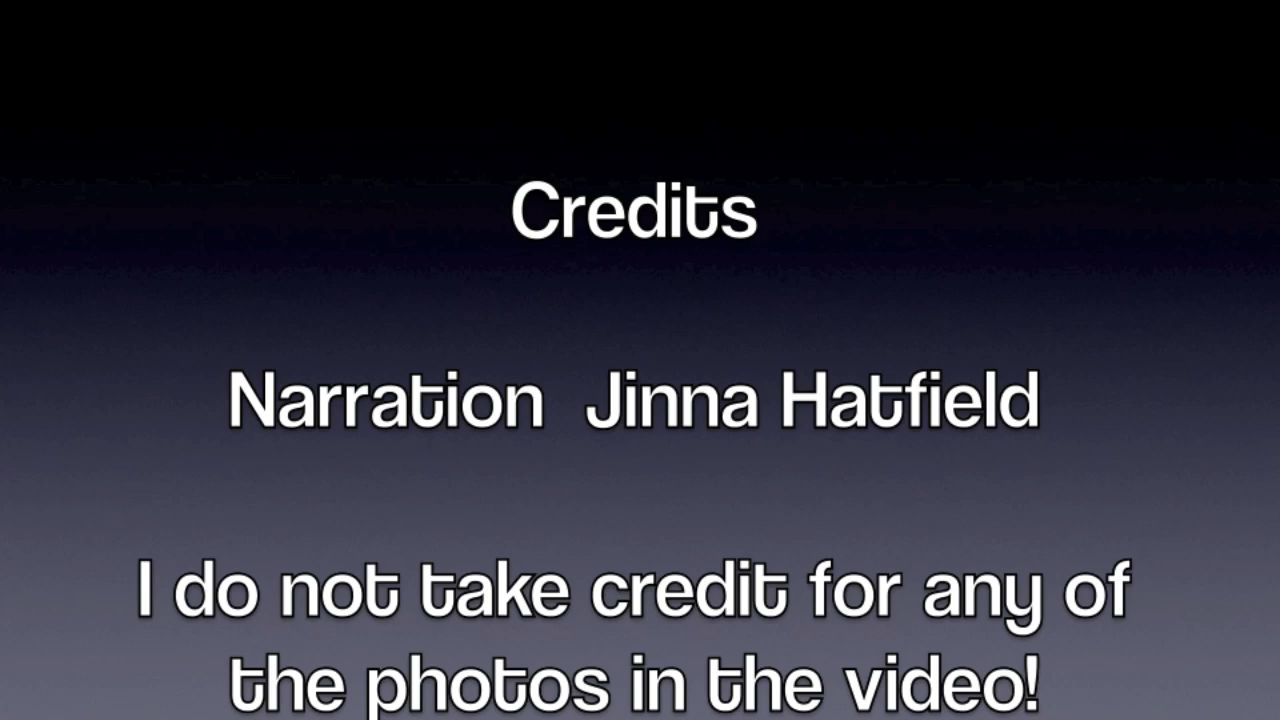 Credits
Narration  Jinna Hatfield
I do not take credit for any of
the photos in the video!